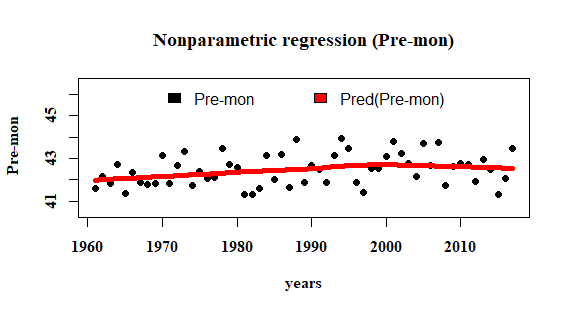 Nonparametric regression (Pre-mon)
Pre-mon Pred(Pre-mon)
Pre-mon
45
43
41
1960 1970 1980 1990 2000 2010
years